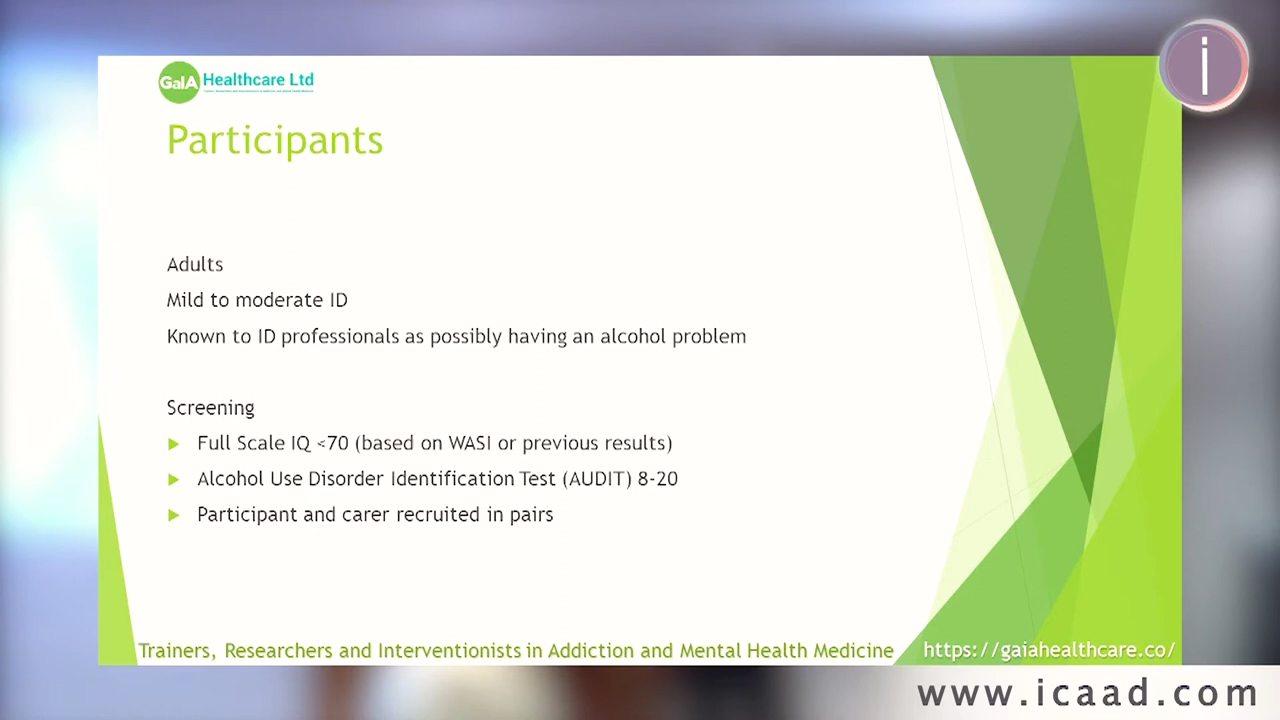 i
GaIA Healthcare Ltd
Participants
Adults
Mild to moderate ID
Known to ID professionals as possibly having an alcohol problem
Screening
Full Scale IQ <70 (based on WASI or previous results)
Alcohol Use Disorder Identification Test (AUDIT) 8-20
Participant and carer recruited in pairs
Trainers, Researchers and Interventionists in Addiction and Mental Health Medicine https://gaiahealthcare.co/
www.icaad.com